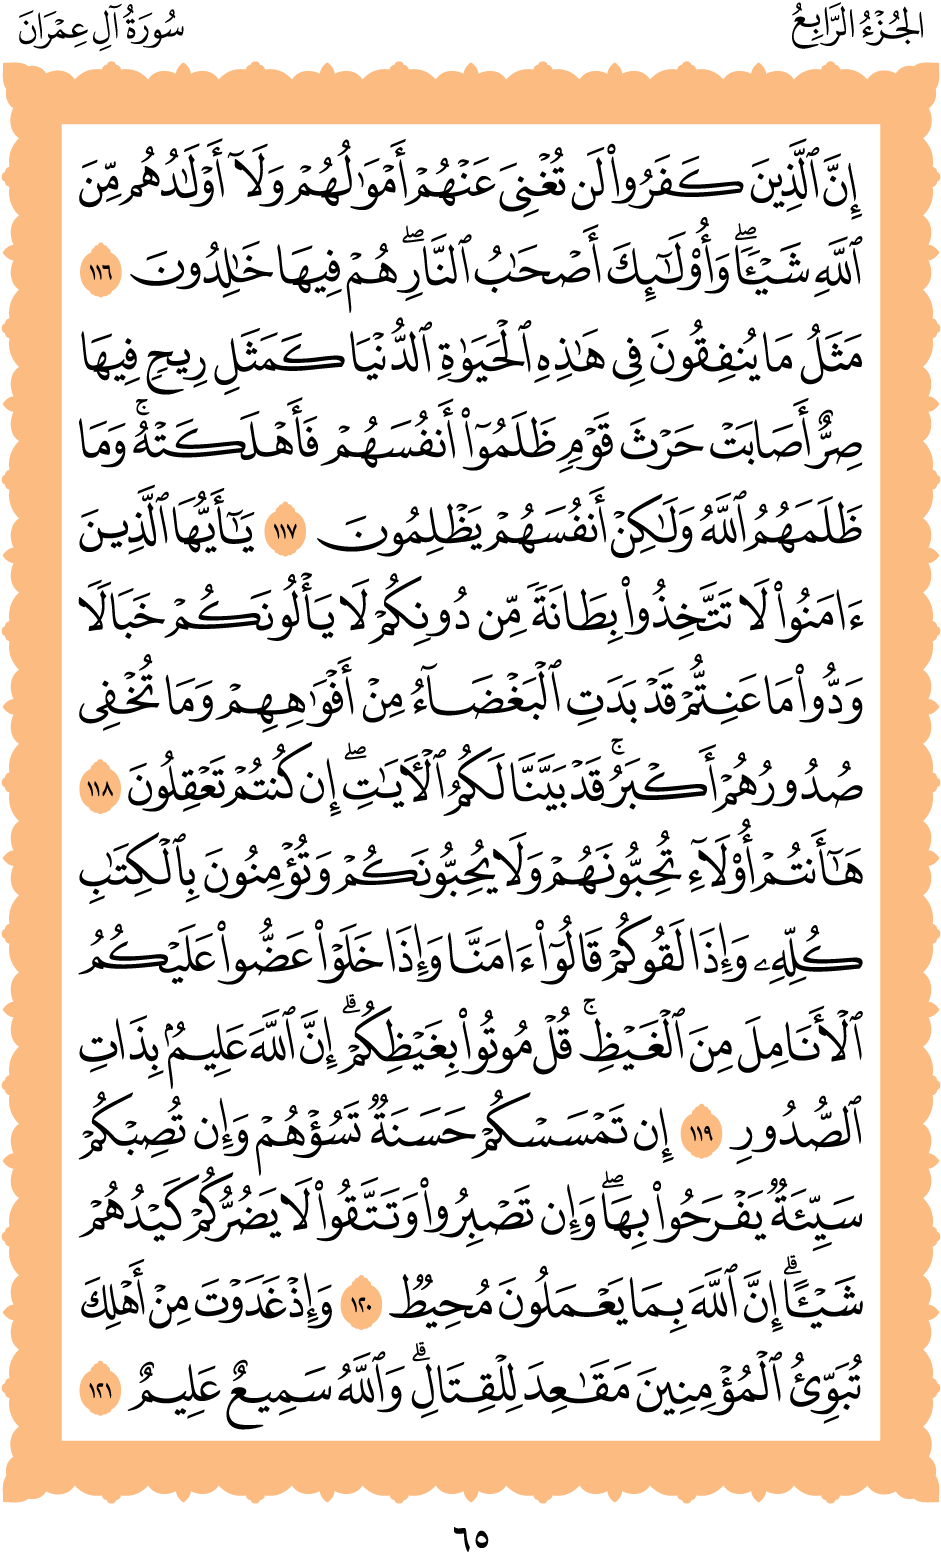 الجُزْءُ الرَّابِعُ
سُورَةُ آلِ عِمْرَانَ
إِنَّ ٱلَّذِينَ كَفَرُوا۟ لَن تُغْنِىَ عَنْهُمْ أَمْوَٰلُهُمْ وَلَآ أَوْلَـٰدُهُم مِّنَ
ٱللَّهِ شَيْـًٔا ۖ وَأُو۟لَـٰٓئِكَ أَصْحَـٰبُ ٱلنَّارِ ۖ هُمْ فِيهَا خَـٰلِدُونَ ١١٦
مَثَلُ مَا يُنفِقُونَ فِى هَـٰذِهِ ٱلْحَيَوٰةِ ٱلدُّنْيَا كَمَثَلِ رِيحٍ فِيهَا
صِرٌّ أَصَابَتْ حَرْثَ قَوْمٍ ظَلَمُوٓا۟ أَنفُسَهُمْ فَأَهْلَكَتْهُ ۚ وَمَا
ظَلَمَهُمُ ٱللَّهُ وَلَـٰكِنْ أَنفُسَهُمْ يَظْلِمُونَ ١١٧ يَـٰٓأَيُّهَا ٱلَّذِينَ
ءَامَنُوا۟ لَا تَتَّخِذُوا۟ بِطَانَةً مِّن دُونِكُمْ لَا يَأْلُونَكُمْ خَبَالًا
وَدُّوا۟ مَا عَنِتُّمْ قَدْ بَدَتِ ٱلْبَغْضَآءُ مِنْ أَفْوَٰهِهِمْ وَمَا تُخْفِى
صُدُورُهُمْ أَكْبَرُ ۚ قَدْ بَيَّنَّا لَكُمُ ٱلْـَٔايَـٰتِ ۖ إِن كُنتُمْ تَعْقِلُونَ ١١٨
هَـٰٓأَنتُمْ أُو۟لَآءِ تُحِبُّونَهُمْ وَلَا يُحِبُّونَكُمْ وَتُؤْمِنُونَ بِٱلْكِتَـٰبِ
كُلِّهِۦ وَإِذَا لَقُوكُمْ قَالُوٓا۟ ءَامَنَّا وَإِذَا خَلَوْا۟ عَضُّوا۟ عَلَيْكُمُ
ٱلْأَنَامِلَ مِنَ ٱلْغَيْظِ ۚ قُلْ مُوتُوا۟ بِغَيْظِكُمْ ۗ إِنَّ ٱللَّهَ عَلِيمٌۢ بِذَاتِ
ٱلصُّدُورِ ١١٩ إِن تَمْسَسْكُمْ حَسَنَةٌ تَسُؤْهُمْ وَإِن تُصِبْكُمْ
سَيِّئَةٌ يَفْرَحُوا۟ بِهَا ۖ وَإِن تَصْبِرُوا۟ وَتَتَّقُوا۟ لَا يَضُرُّكُمْ كَيْدُهُمْ
شَيْـًٔا ۗ إِنَّ ٱللَّهَ بِمَا يَعْمَلُونَ مُحِيطٌ ١٢٠ وَإِذْ غَدَوْتَ مِنْ أَهْلِكَ
تُبَوِّئُ ٱلْمُؤْمِنِينَ مَقَـٰعِدَ لِلْقِتَالِ ۗ وَٱللَّهُ سَمِيعٌ عَلِيمٌ ١٢١
٦٥